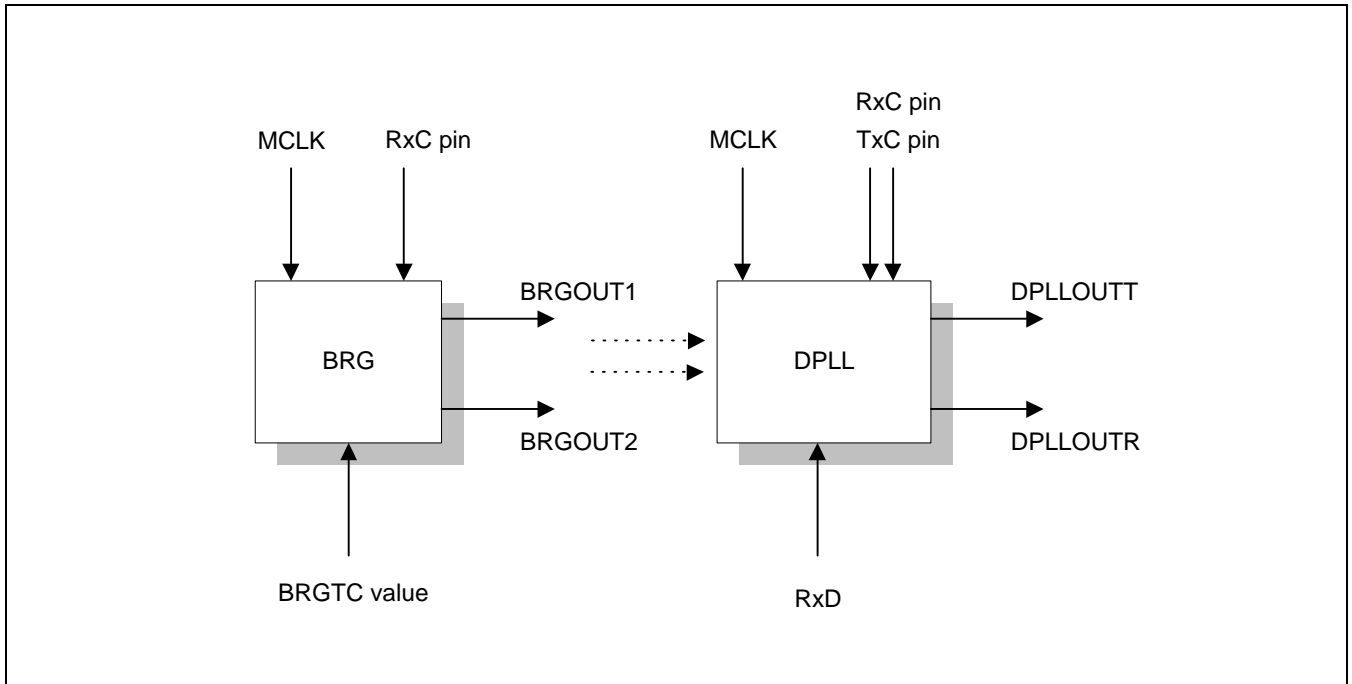 RxC pin
MCLK RxC pin MCLK TxC pin
BRGOUT1 DPLLOUTT
BRG DPLL
BRGOUT2 DPLLOUTR
BRGTC value RxD